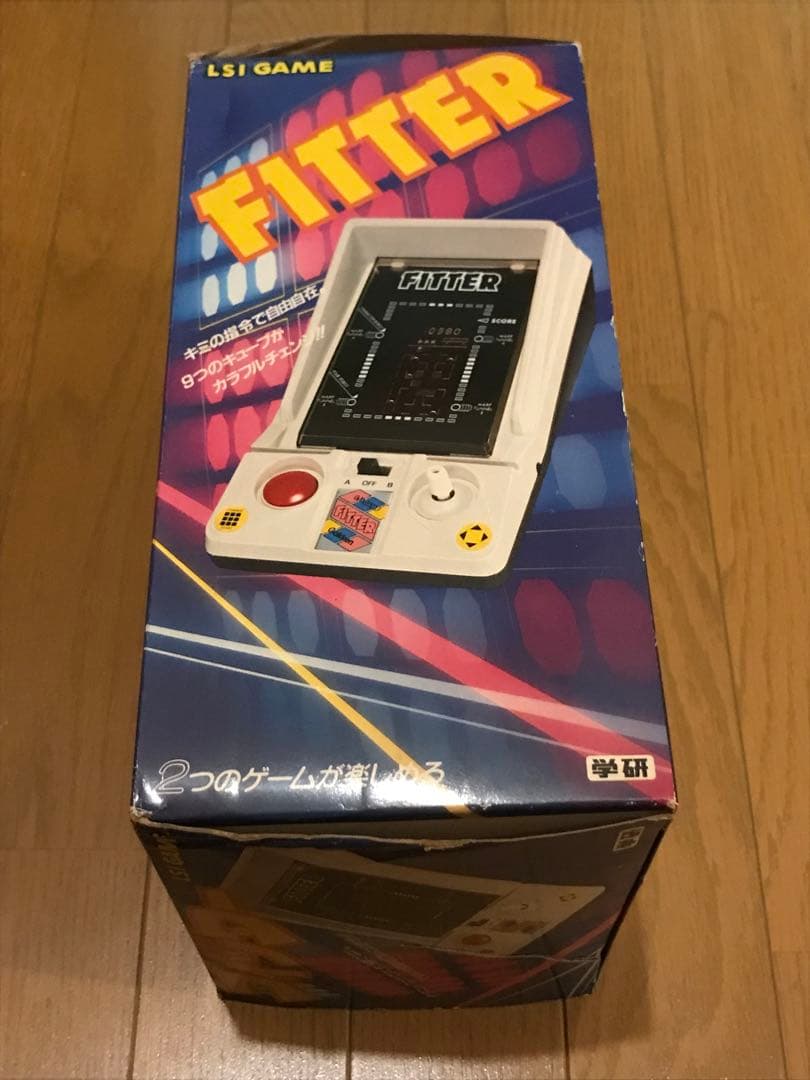 LSI GAME
FITTER
キミの指令で自由自在。
9つのキューブが
カラフルチェンジ!!
FITTER
SCORE
0980
A OFF B
FITTER
Gakken
2つのゲームが楽しめる
学研
LSI GAME